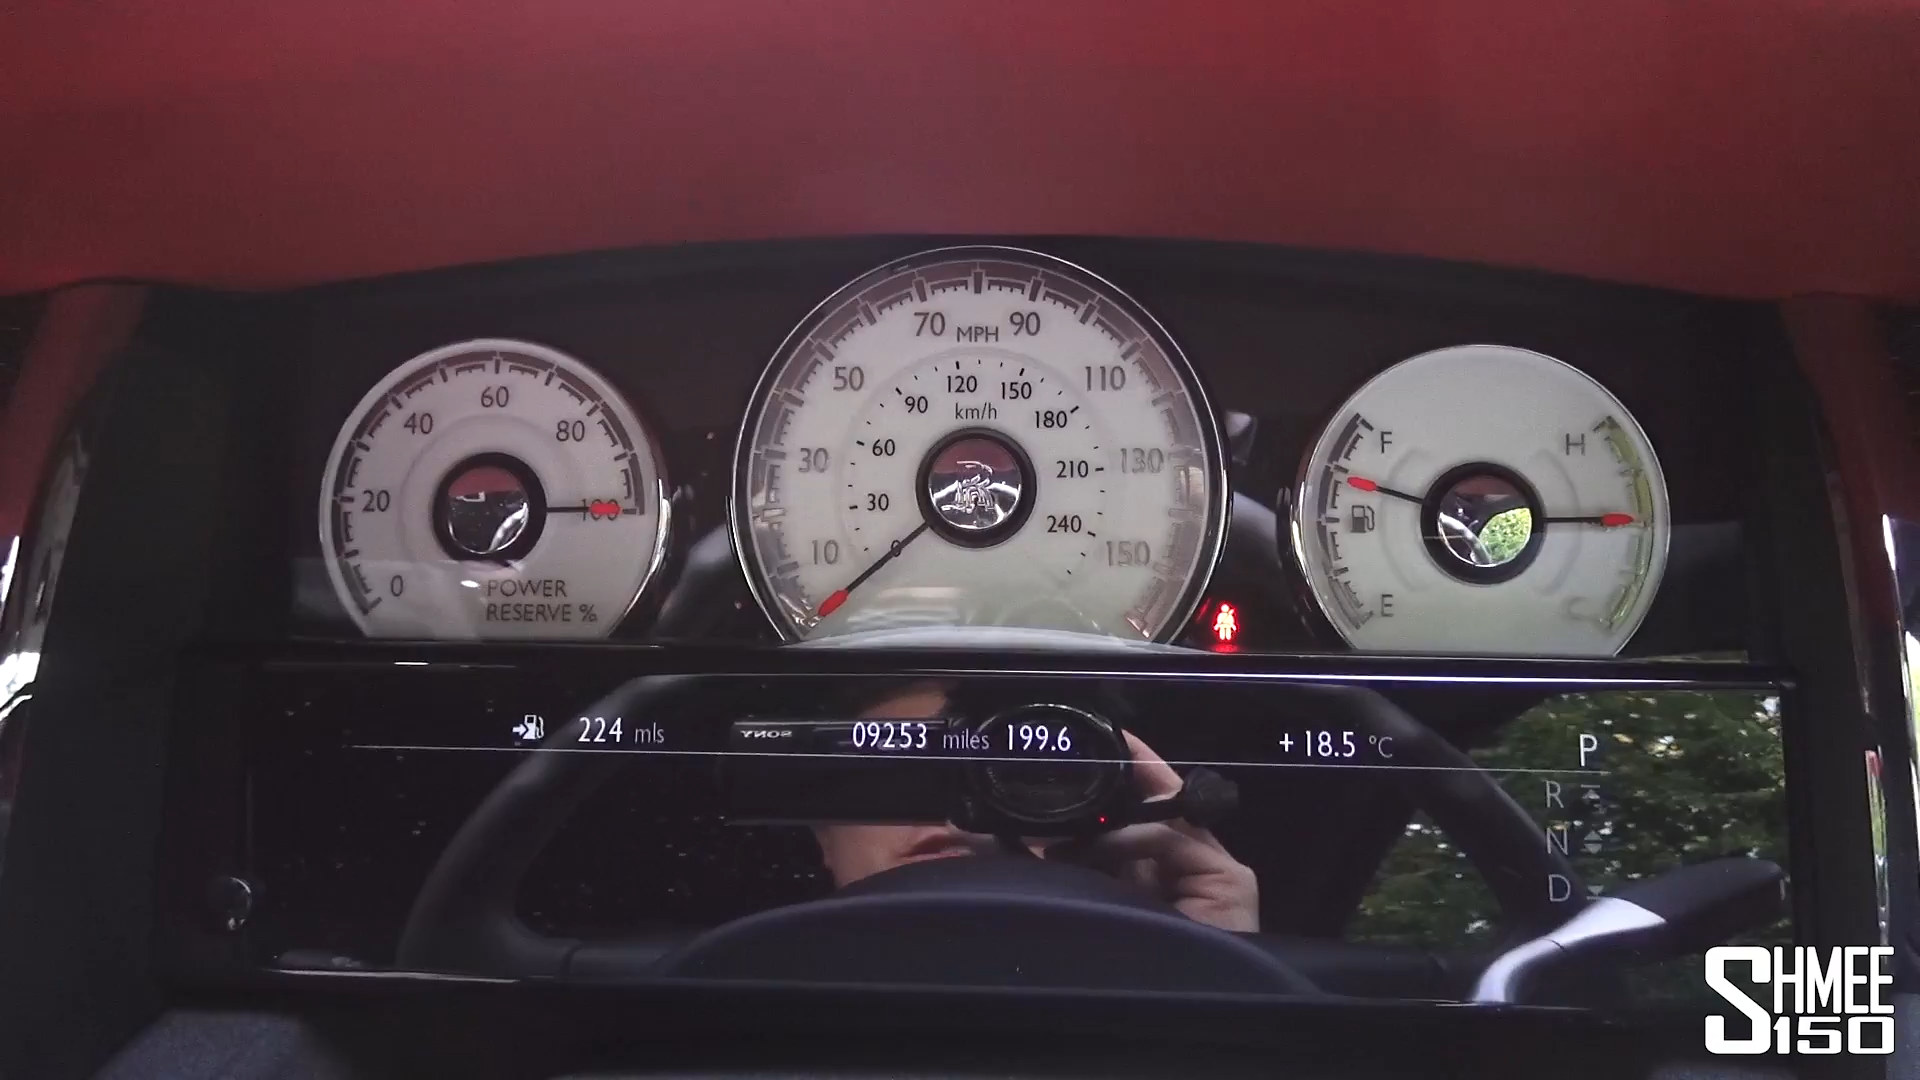 0 20 40 60 80 100
POWER
RESERVE %
10 30 50 70 MPH 90 110 130 150
0 30 60 90 120 150 180 210 240
km/h
F
E
H
C
224 mls
SONY
09253 miles 199.6
+ 18.5 °C
P
R
N
D
SHMEE
150